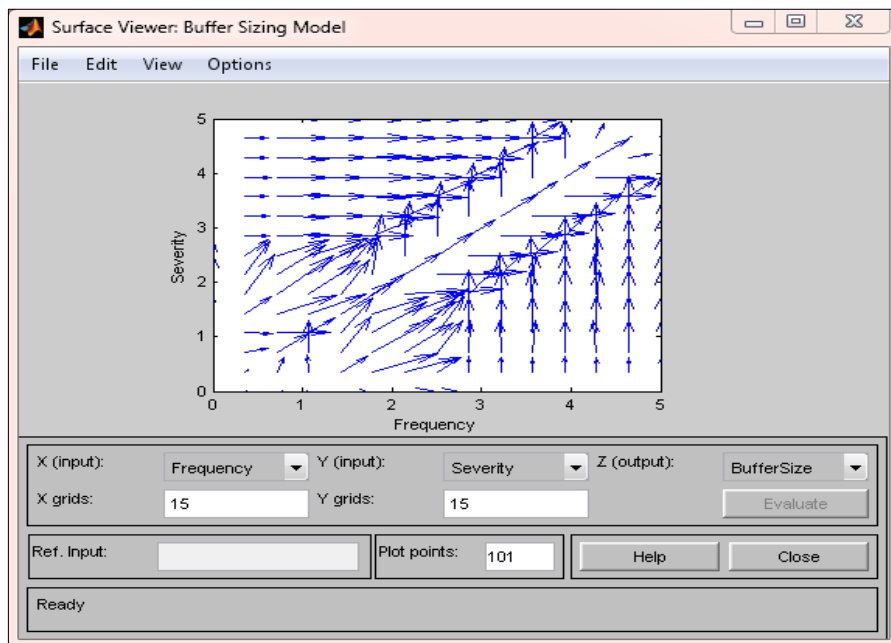 Surface Viewer: Buffer Sizing Model
File Edit View Options
5
4
3
2
1
0
Severity
0 1 2 3 4 5
Frequency
X (input): Frequency Y (input): Severity Z (output): BufferSize
X grids: 15 Y grids: 15 Evaluate
Ref. Input: Plot points: 101 Help Close
Ready